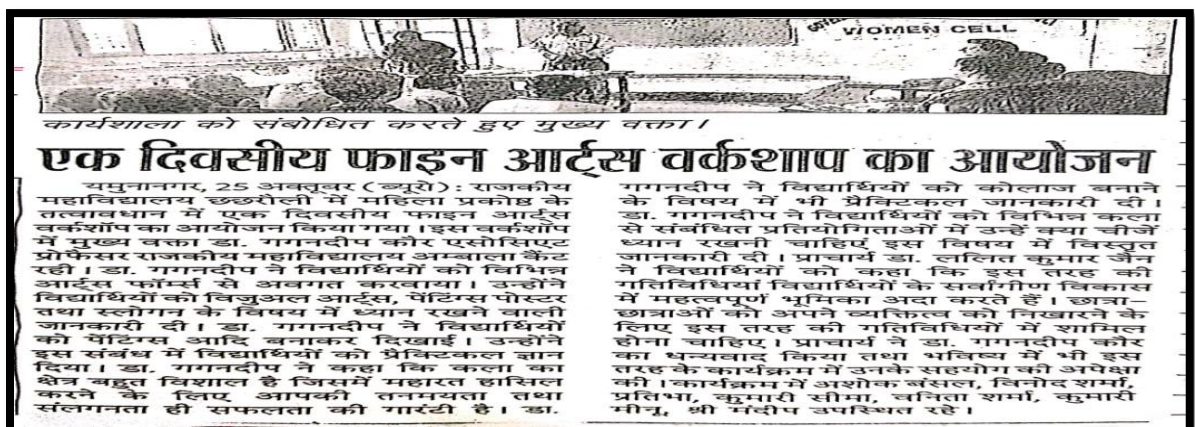 WOMEN CELL
कार्यशाला को संबोधित करते हुए मुख्य वक्ता।
एक दिवसीय फाइन आर्ट्स वर्कशाप का आयोजन
यमुनानगर, 25 अक्तूबर (ब्यूरो): राजकीय
महाविद्यालय छछरौली में महिला प्रकोष्ठ के
तत्वावधान में एक दिवसीय फाइन आर्ट्स
वर्कशॉप का आयोजन किया गया। इस वर्कशॉप
में मुख्य वक्ता डा. गगनदीप कौर एसोसिएट
प्रोफैसर राजकीय महाविद्यालय अम्बाला कैंट
रही। डा. गगनदीप ने विद्यार्थियों को विभिन्न
आर्ट्स फॉर्म्स से अवगत करवाया। उन्होंने
विद्यार्थियों को विजुअल आर्ट्स, पेंटिंग्स पोस्टर
तथा स्लोगन के विषय में ध्यान रखने वाली
जानकारी दी। डा. गगनदीप ने विद्यार्थियों
को पेंटिंग्स आदि बनाकर दिखाई। उन्होंने
इस संबंध में विद्यार्थियों को प्रैक्टिकल ज्ञान
दिया। डा. गगनदीप ने कहा कि कला का
क्षेत्र बहुत विशाल है जिसमें महारत हासिल
करने के लिए आपकी तनमयता तथा
संलगनता ही सफलता की गारंटी है। डा.
गगनदीप ने विद्यार्थियों को कोलाज बनाने
के विषय में भी प्रैक्टिकल जानकारी दी।
डा. गगनदीप ने विद्यार्थियों को विभिन्न कला
से संबंधित प्रतियोगिताओं में उन्हें क्या चीजें
ध्यान रखनी चाहिएं इस विषय में विस्तृत
जानकारी दी। प्राचार्य डा. ललित कुमार जैन
ने विद्यार्थियों को कहा कि इस तरह की
गतिविधियां विद्यार्थियों के सर्वांगीण विकास
में महत्वपूर्ण भूमिका अदा करते हैं। छात्रा-
छात्राओं को अपने व्यक्तित्व को निखारने के
लिए इस तरह की गतिविधियों में शामिल
होना चाहिए। प्राचार्य ने डा. गगनदीप कौर
का धन्यवाद किया तथा भविष्य में भी इस
तरह के कार्यक्रम में उनके सहयोग की अपेक्षा
की। कार्यक्रम में अशोक बंसल, विनोद शर्मा,
प्रतिभा, कुमारी सीमा, वनिता शर्मा, कुमारी
मीनू, श्री मंदीप उपस्थित रहे।